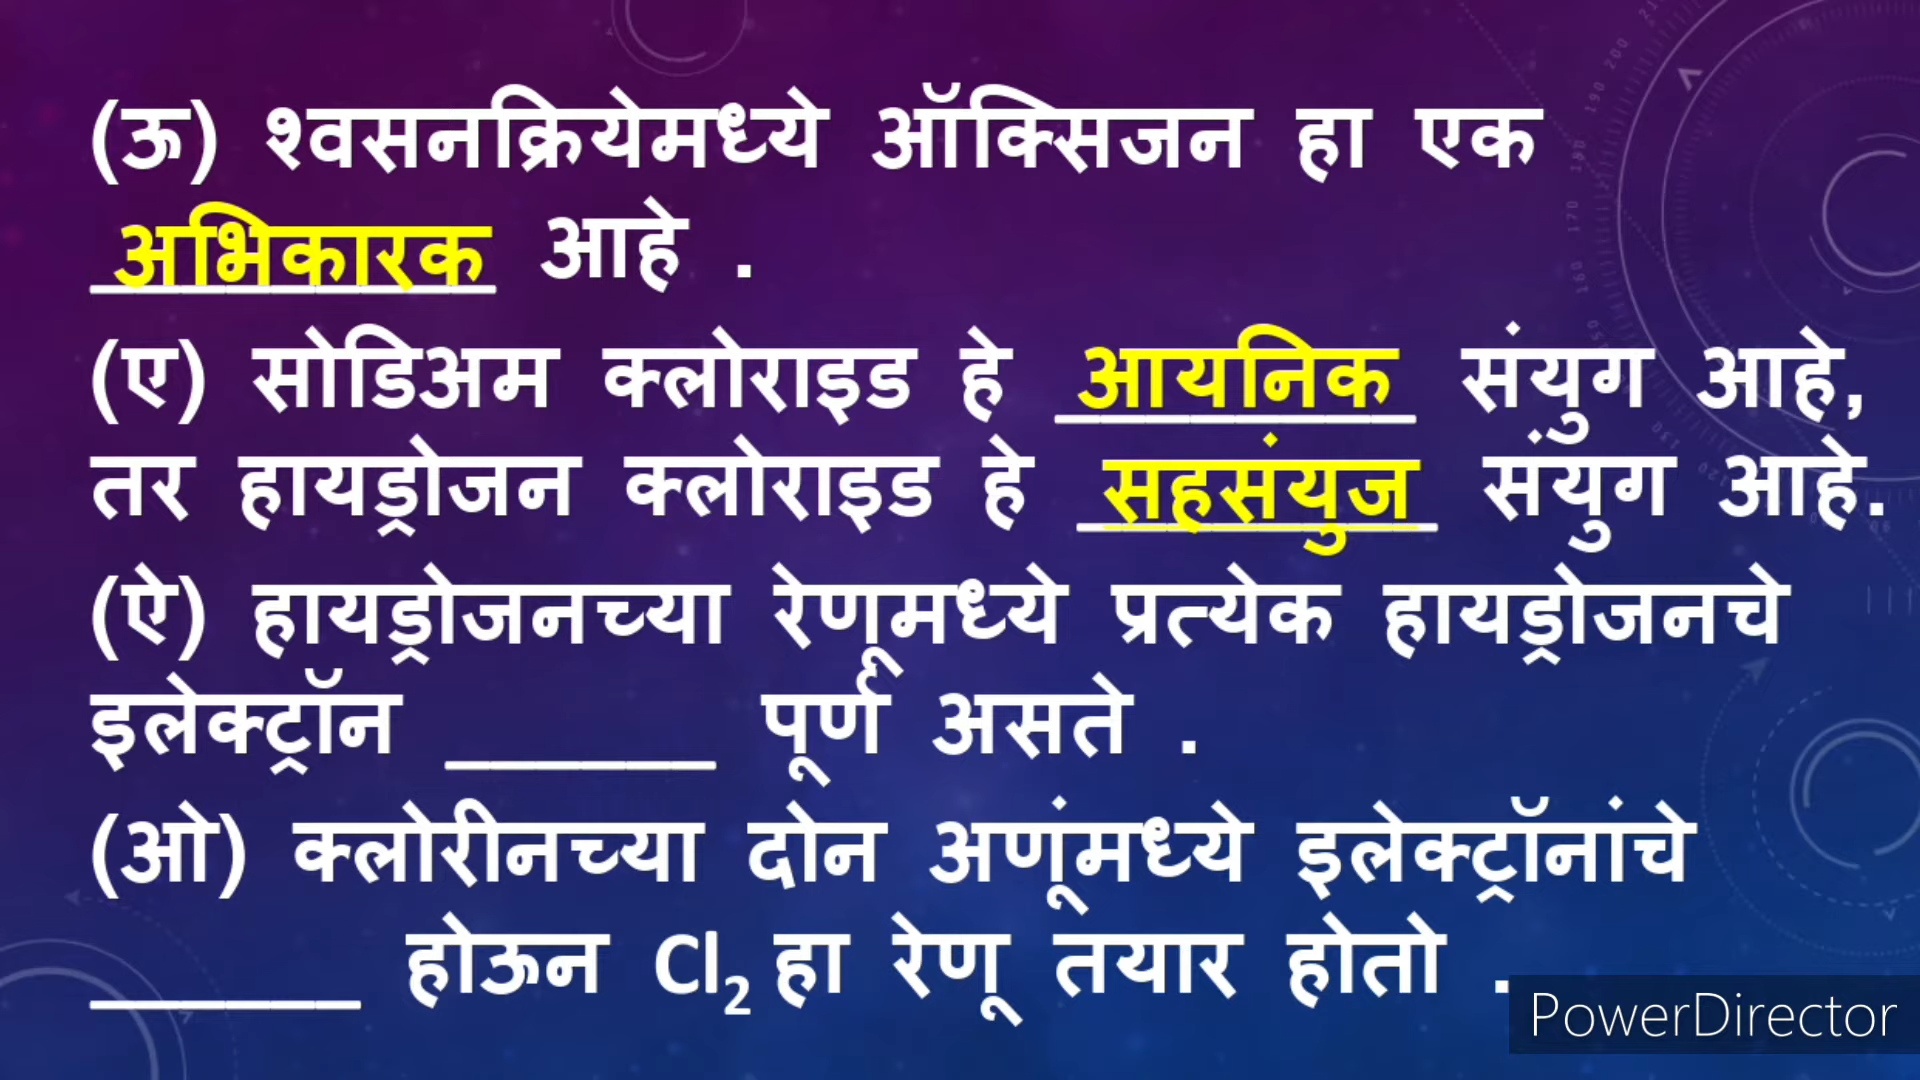 (ऊ) श्वसनक्रियेमध्ये ऑक्सिजन हा एक
अभिकारक आहे .
(ए) सोडिअम क्लोराइड हे आयनिक संयुग आहे,
तर हायड्रोजन क्लोराइड हे सहसंयुज संयुग आहे.
(ऐ) हायड्रोजनच्या रेणूमध्ये प्रत्येक हायड्रोजनचे
इलेक्ट्रॉन ______ पूर्ण असते .
(ओ) क्लोरीनच्या दोन अणूंमध्ये इलेक्ट्रॉनांचे
______ होऊन Cl₂ हा रेणू तयार होतो .
PowerDirector